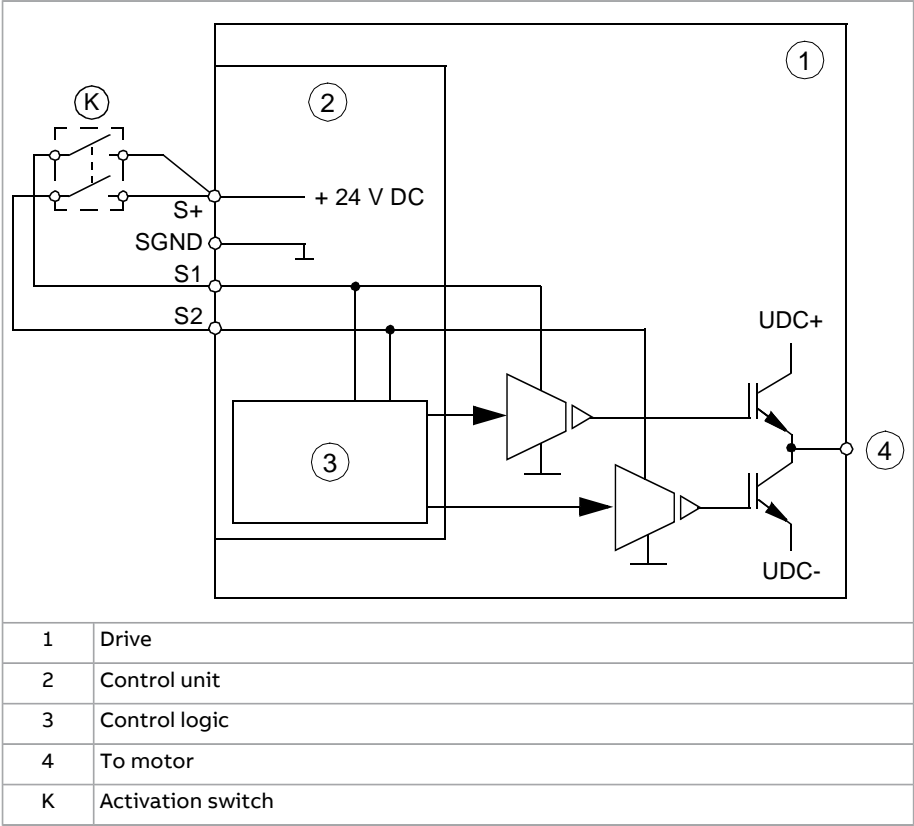 1
2
K
+ 24 V DC
S+
SGND
S1
S2
UDC+
3
4
UDC-
1 Drive
2 Control unit
3 Control logic
4 To motor
K Activation switch